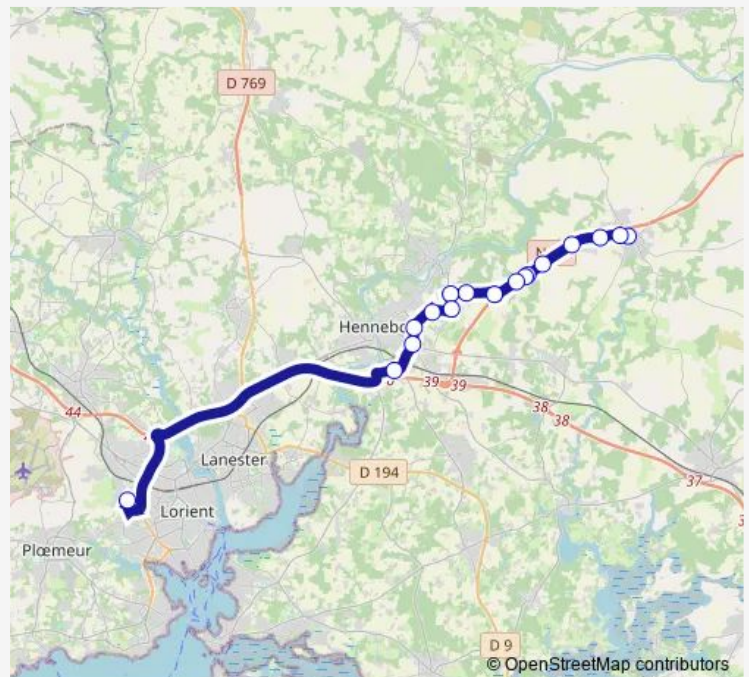 D 769
N
Hennebo
39
39
38
38
44
Lanester
D 194
37
Lorient
Plœmeur
D 9
© OpenStreetMap contributors